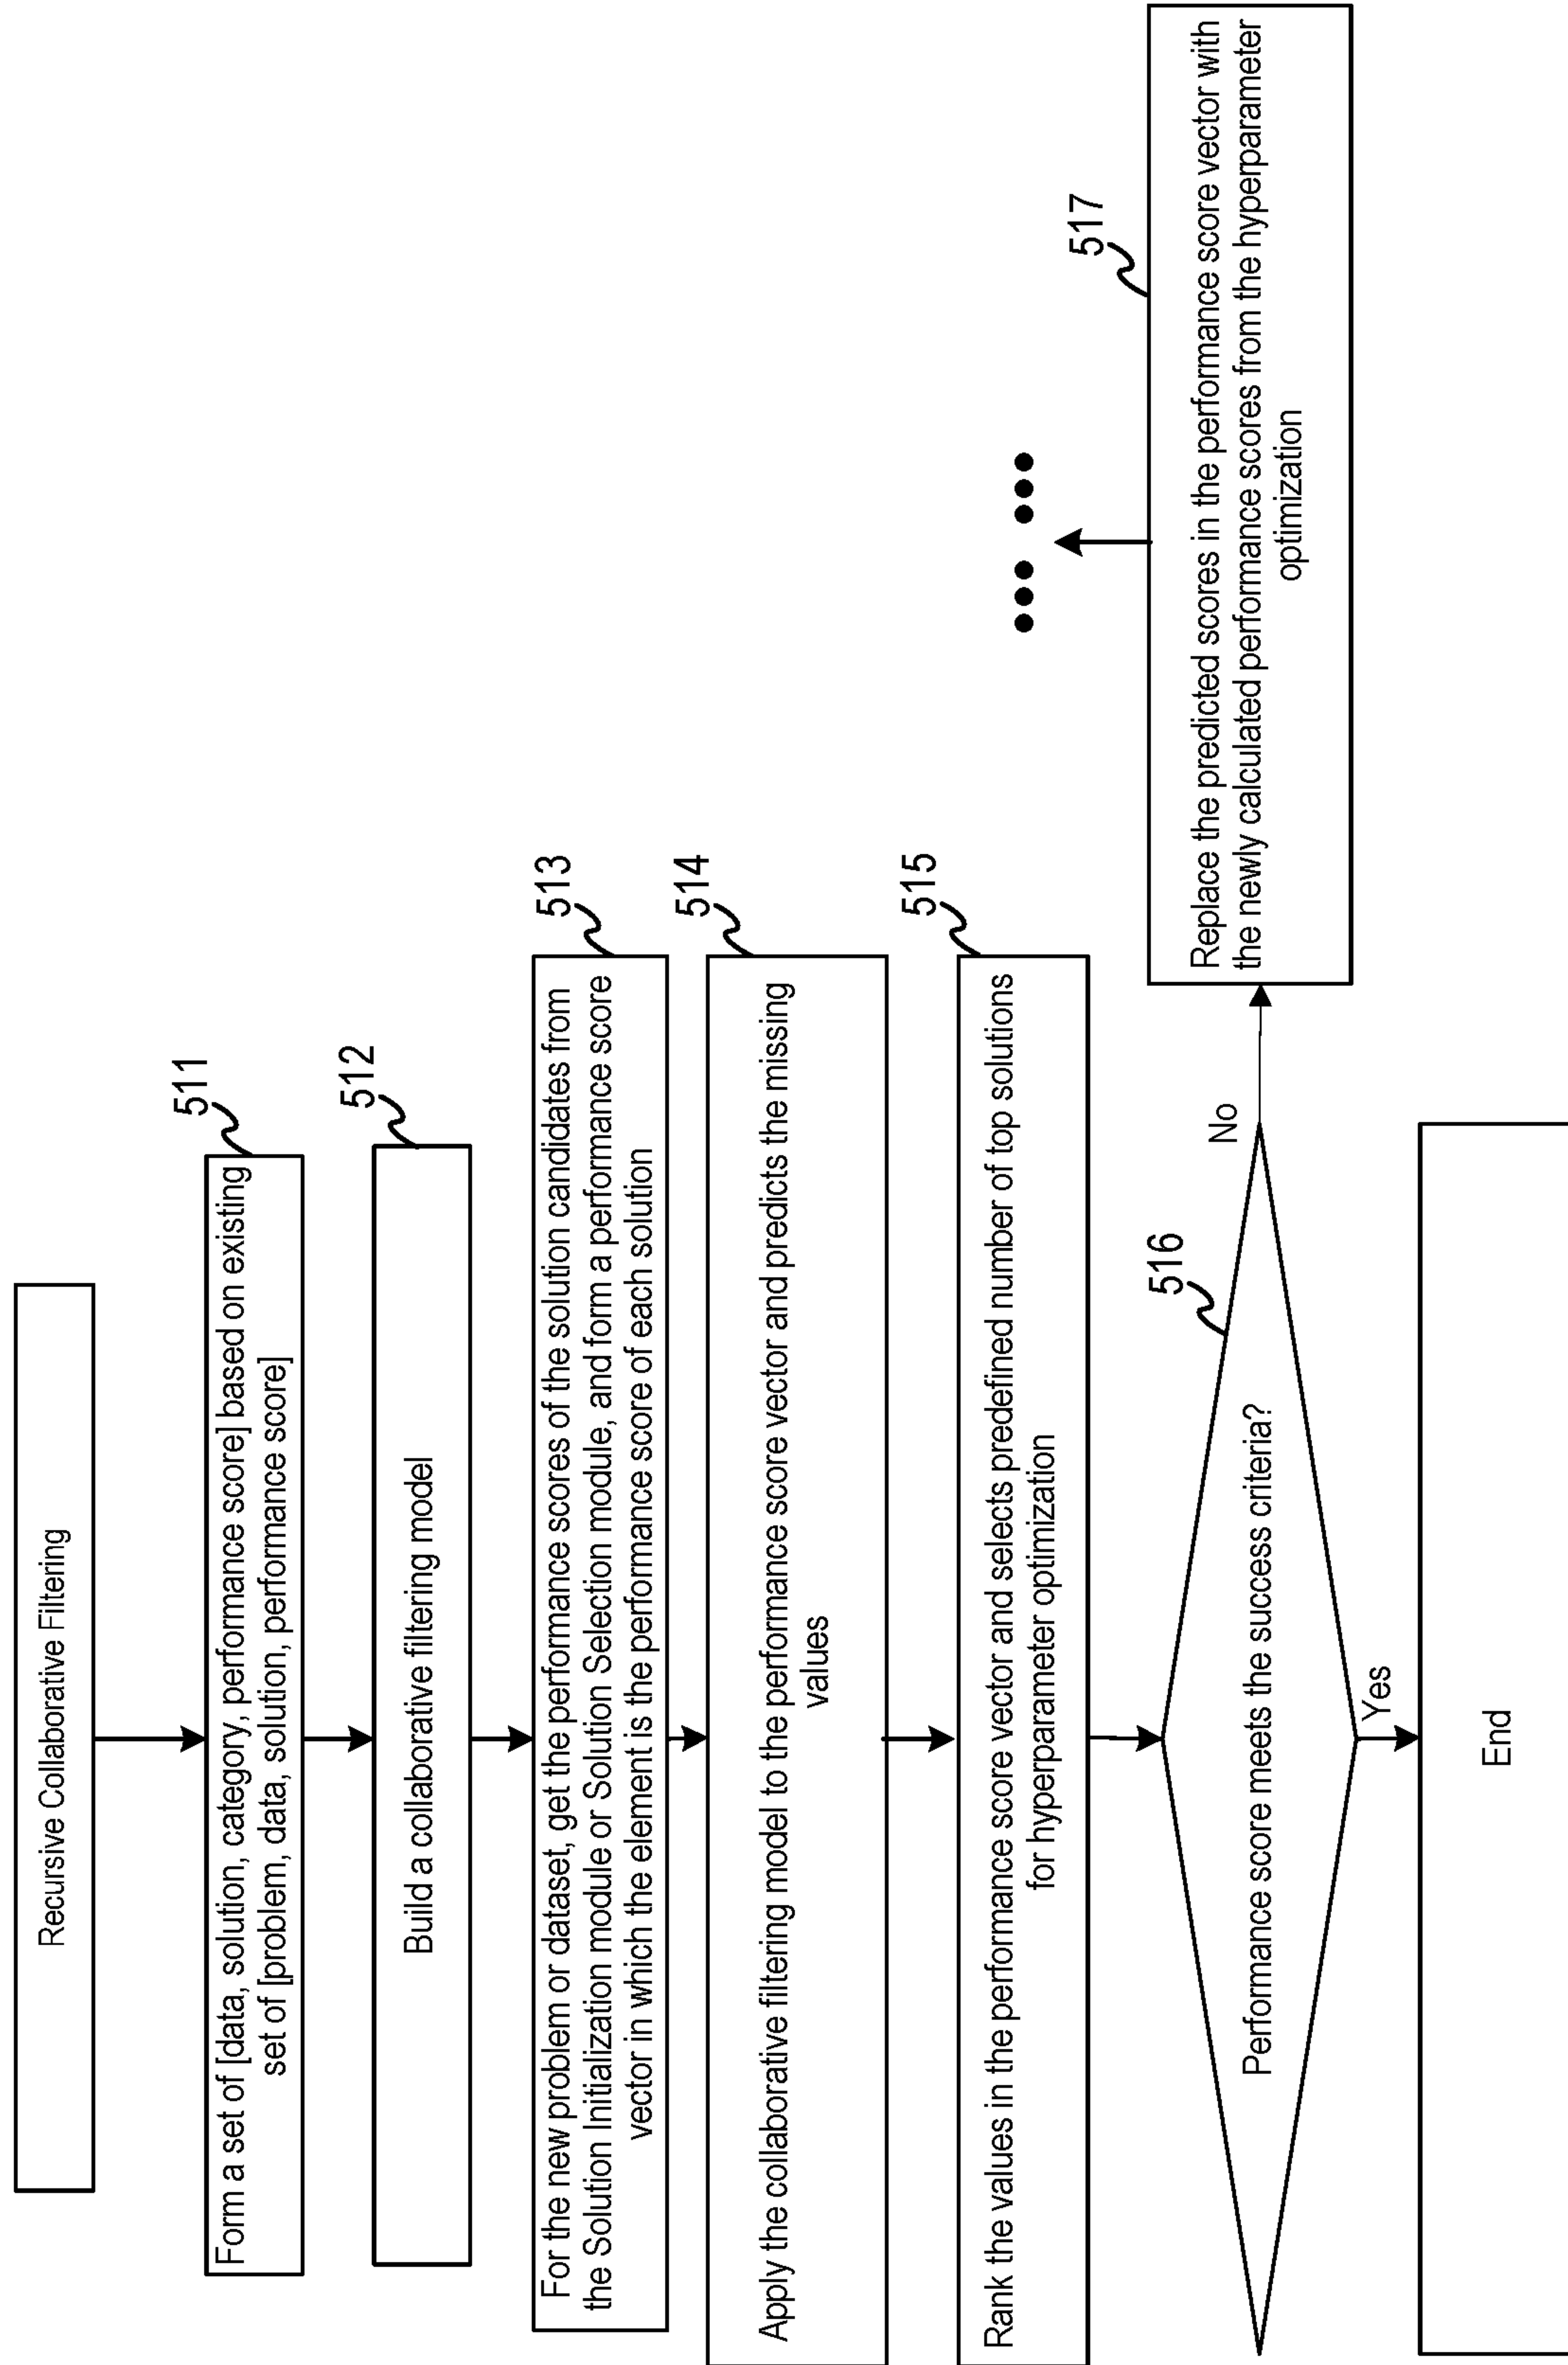 Recursive Collaborative Filtering
511
Form a set of [data, solution, category, performance score] based on existing
set of [problem, data, solution, performance score]
512
Build a collaborative filtering model
513
For the new problem or dataset, get the performance scores of the solution candidates from
the Solution Initialization module or Solution Selection module, and form a performance score
vector in which the element is the performance score of each solution
514
Apply the collaborative filtering model to the performance score vector and predicts the missing
values
515
Rank the values in the performance score vector and selects predefined number of top solutions
for hyperparameter optimization
516
Performance score meets the success criteria?
No
Yes
517
Replace the predicted scores in the performance score vector with
the newly calculated performance scores from the hyperparameter
optimization
End